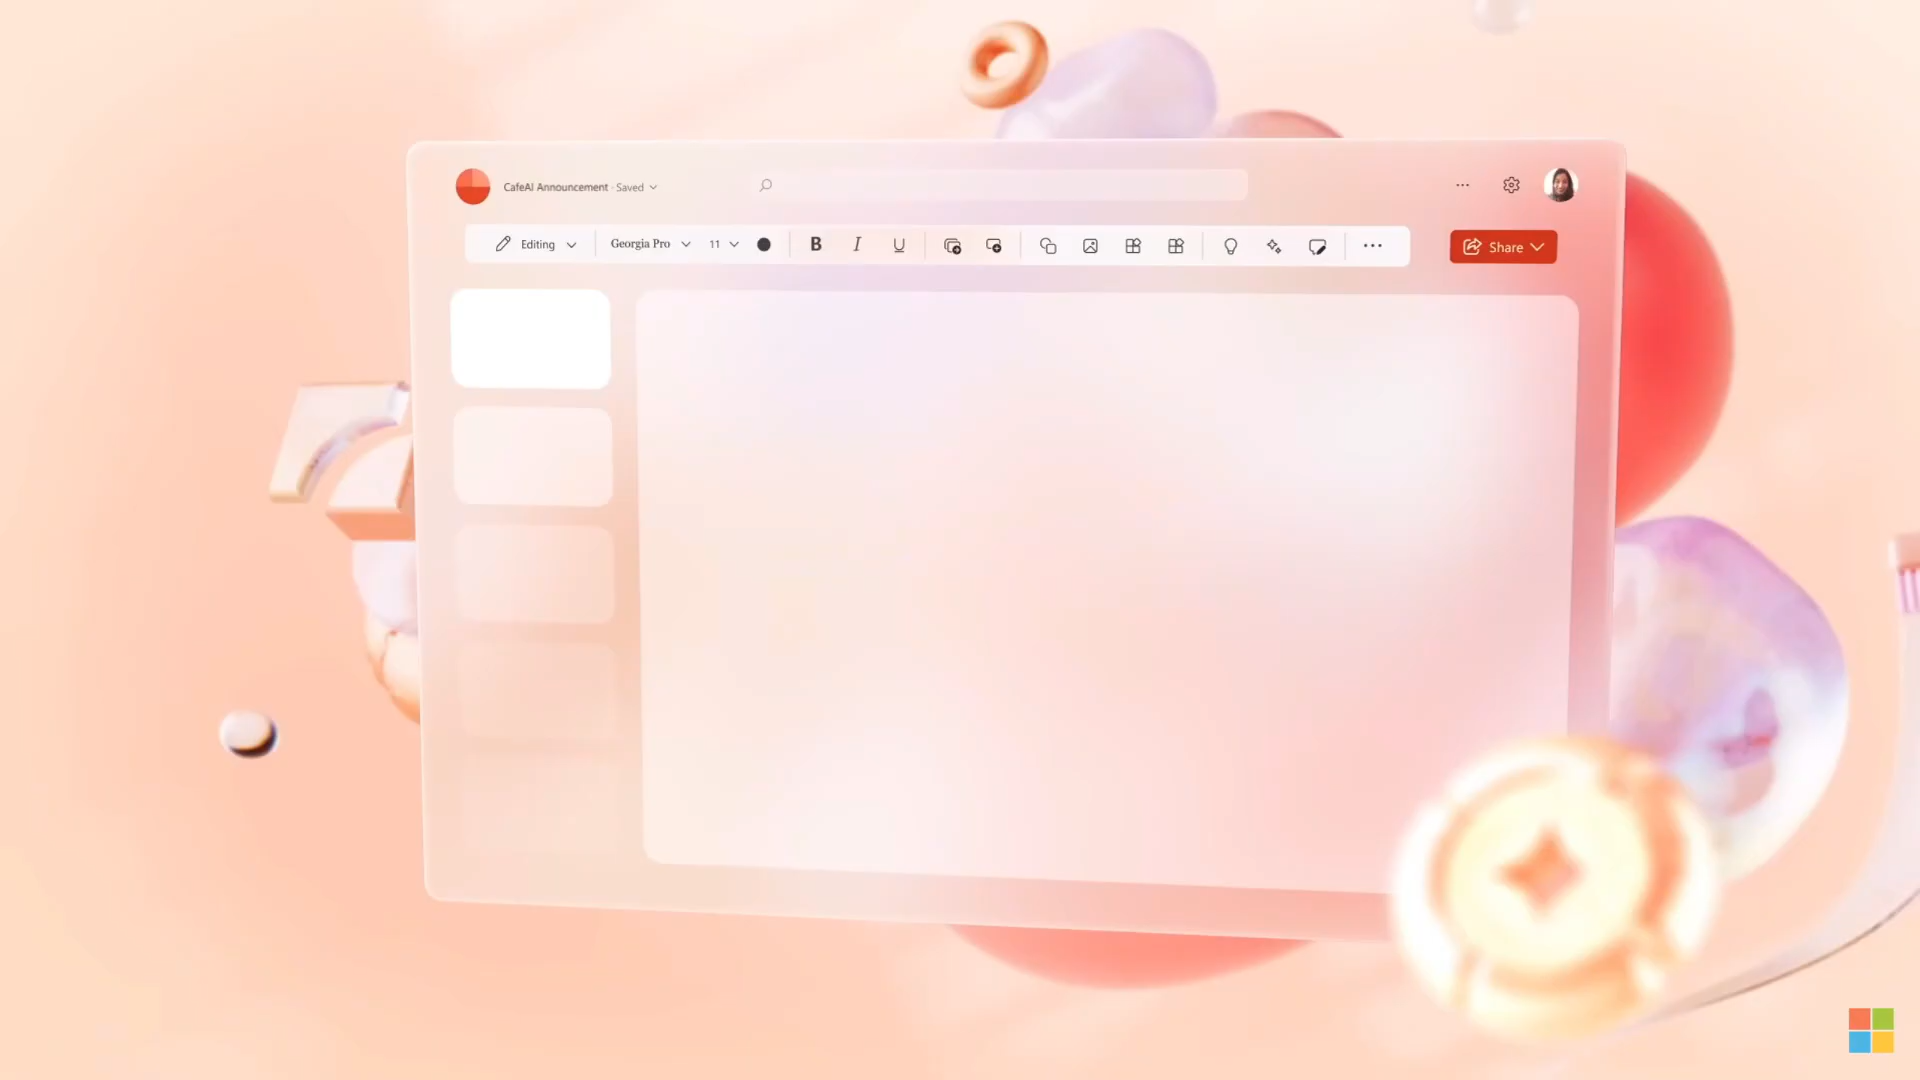 CafeAI Announcement · Saved
Editing
Georgia Pro
11
B I U
Share